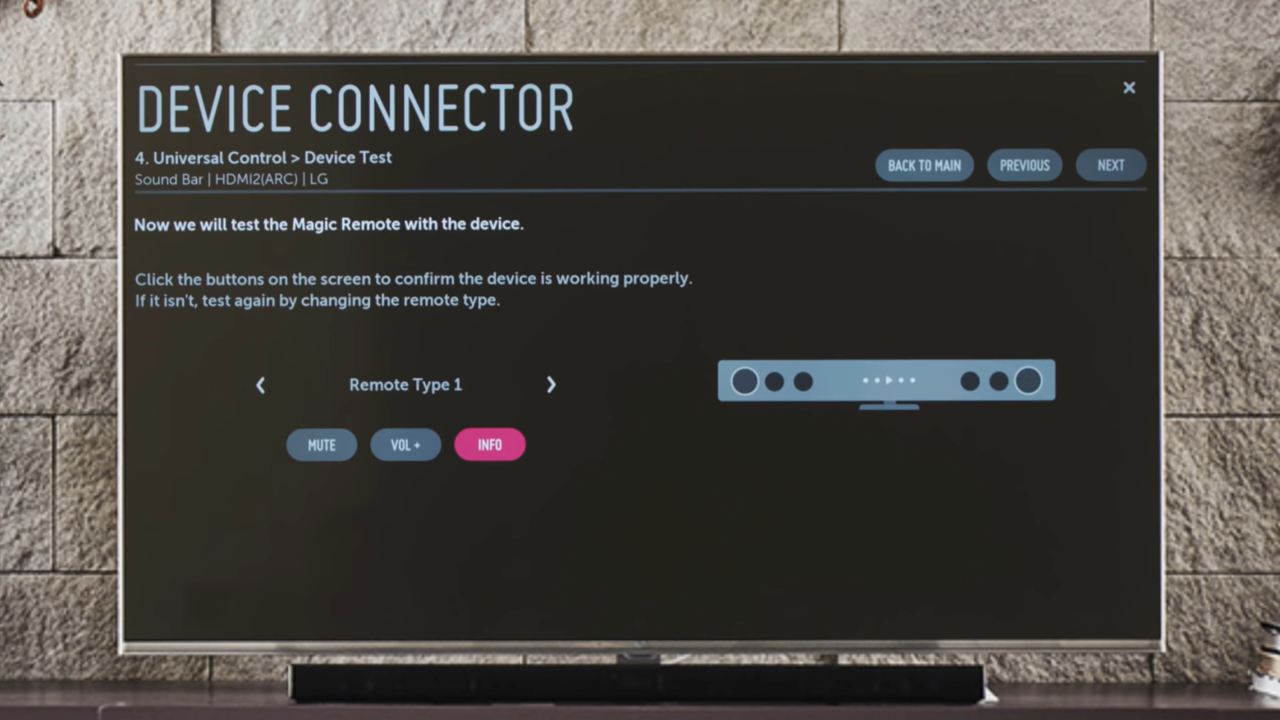 DEVICE CONNECTOR
4. Universal Control > Device Test
Sound Bar | HDMI2(ARC) | LG
BACK TO MAIN PREVIOUS NEXT
Now we will test the Magic Remote with the device.
Click the buttons on the screen to confirm the device is working properly.
If it isn't, test again by changing the remote type.
Remote Type 1
MUTE VOL + INFO